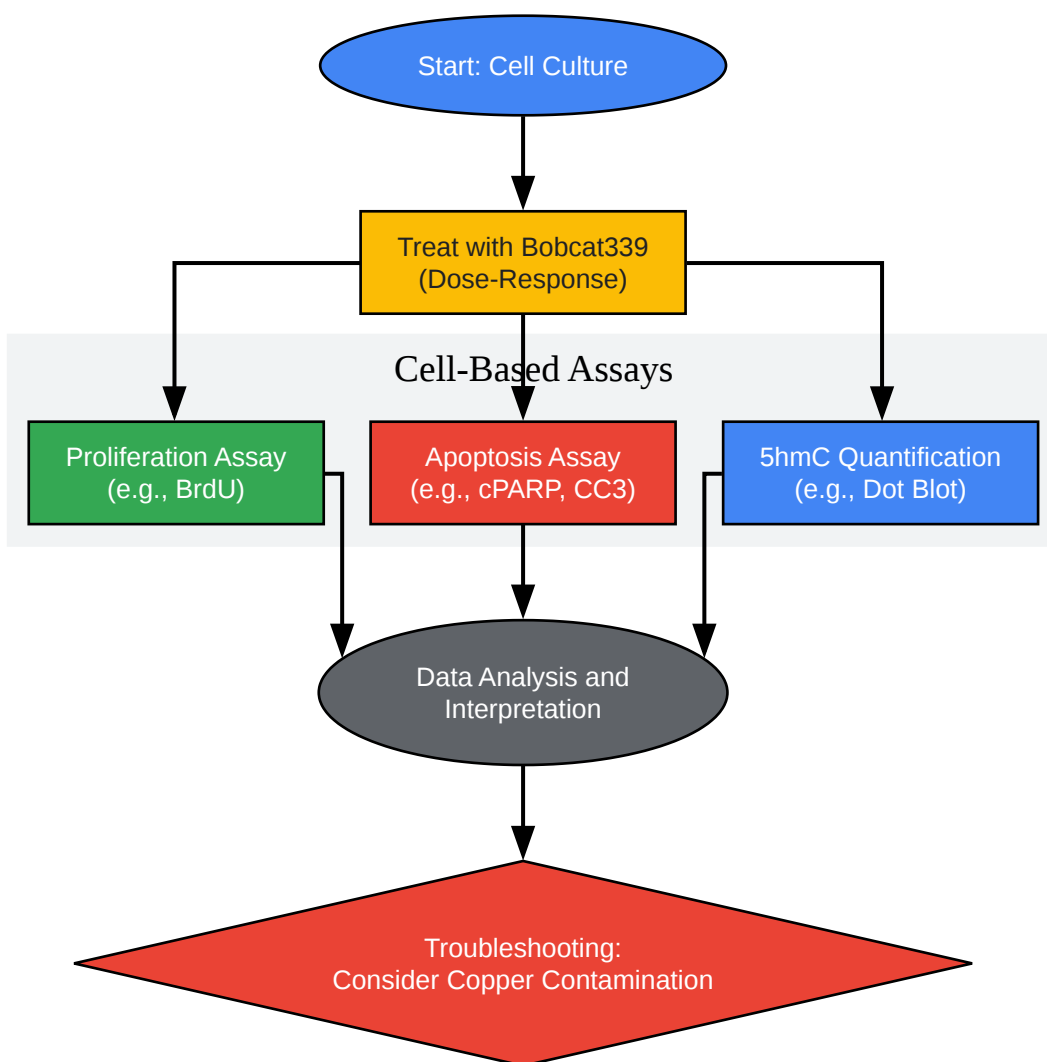 Start: Cell Culture
Treat with Bobcat339
(Dose-Response)
Cell-Based Assays
Proliferation Assay
(e.g., BrdU)
Apoptosis Assay
(e.g., cPARP, CC3)
5hmC Quantification
(e.g., Dot Blot)
Data Analysis and
Interpretation
Troubleshooting:
Consider Copper Contamination